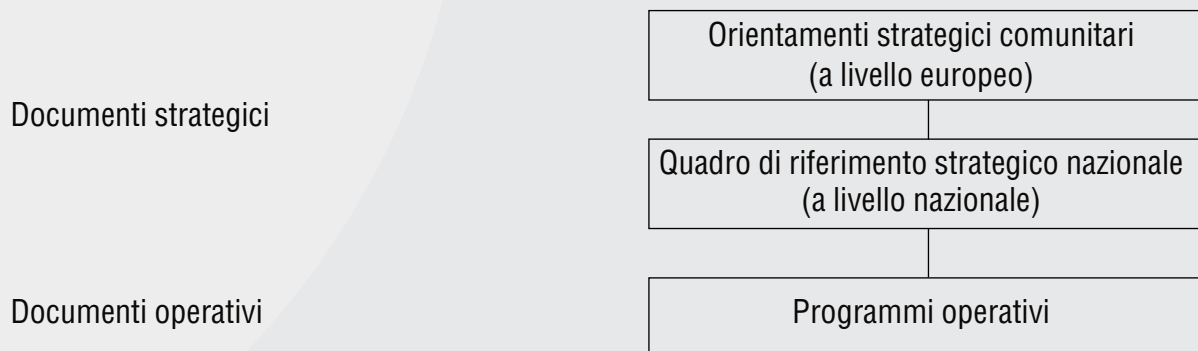 Orientamenti strategici comunitari
(a livello europeo)
Documenti strategici
Quadro di riferimento strategico nazionale
(a livello nazionale)
Documenti operativi
Programmi operativi